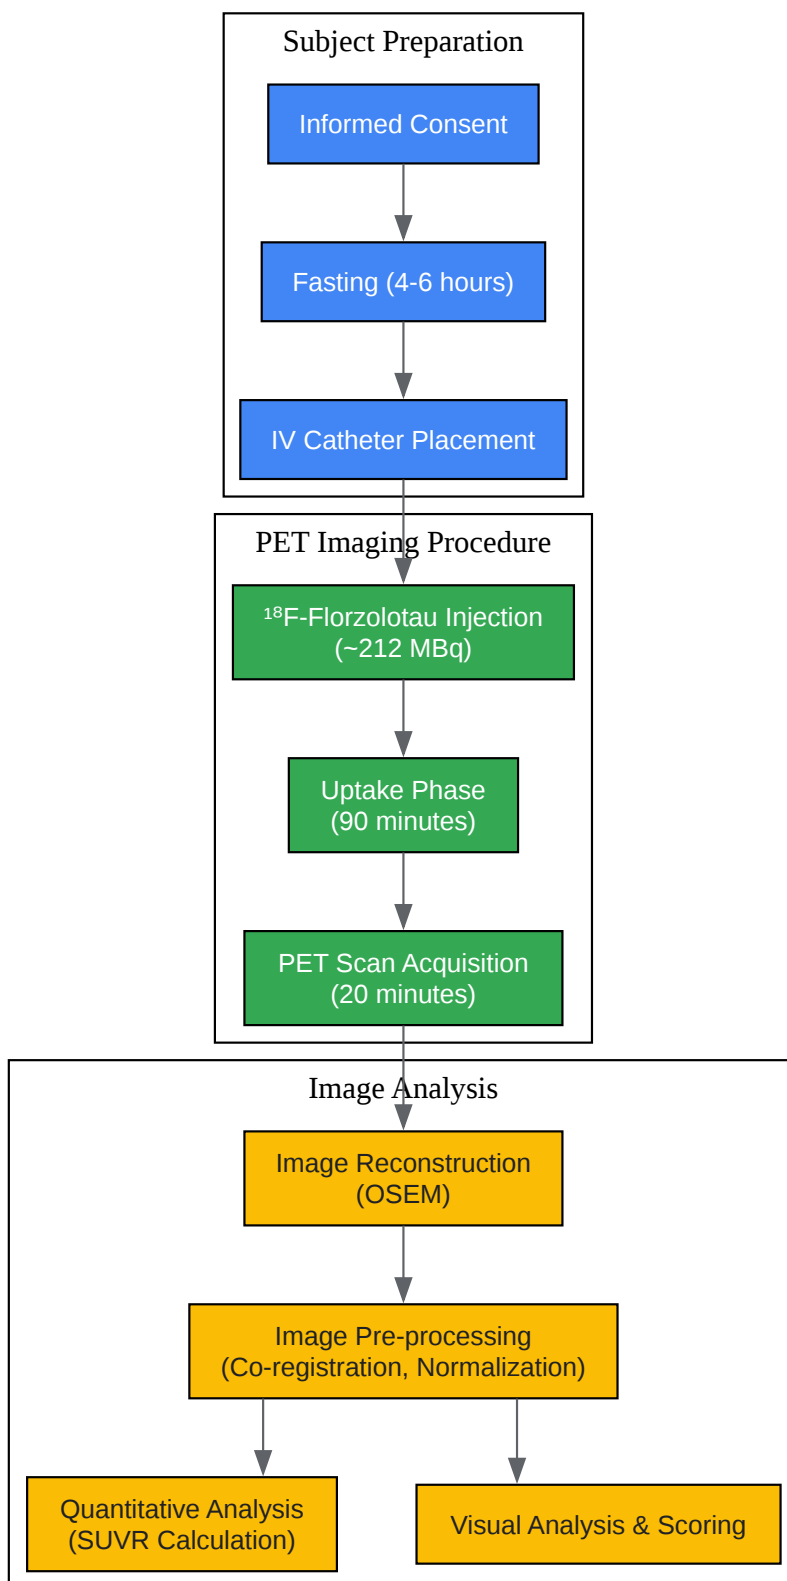 Subject Preparation
Informed Consent
Fasting (4-6 hours)
IV Catheter Placement
PET Imaging Procedure
¹⁸F-Florzolotau Injection
(~212 MBq)
Uptake Phase
(90 minutes)
PET Scan Acquisition
(20 minutes)
Image Analysis
Image Reconstruction
(OSEM)
Image Pre-processing
(Co-registration, Normalization)
Quantitative Analysis
(SUVR Calculation)
Visual Analysis & Scoring